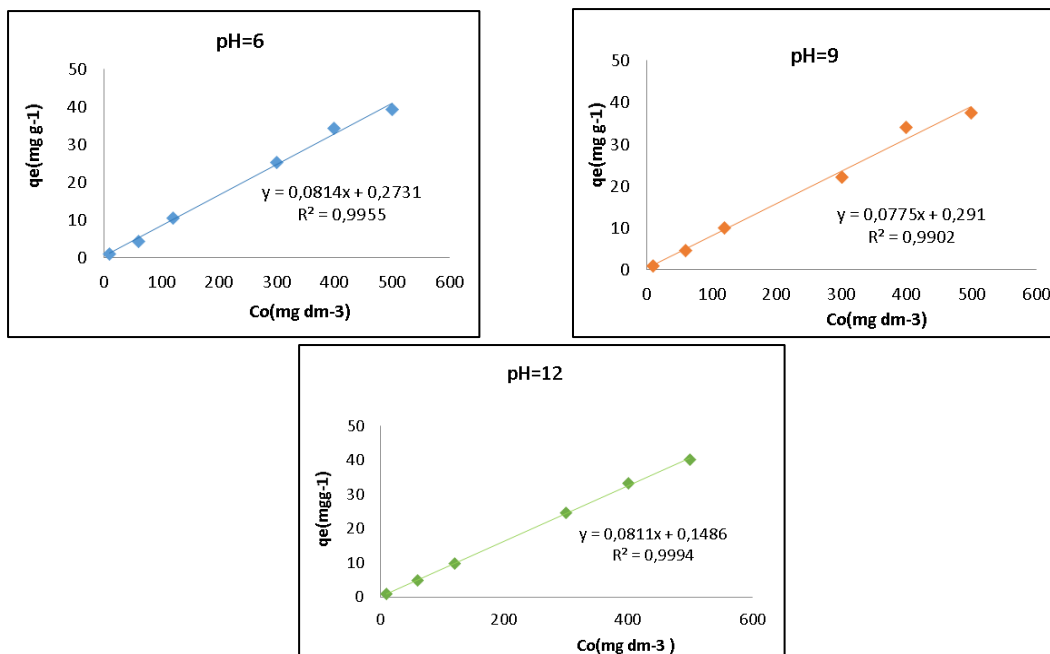 pH=6
50
40
30
20
10
0
qe(mg g-1)
y = 0,0814x + 0,2731
R² = 0,9955
0 100 200 300 400 500 600
Co(mg dm-3)
pH=9
50
40
30
20
10
0
qe(mg g-1)
y = 0,0775x + 0,291
R² = 0,9902
0 100 200 300 400 500 600
Co(mg dm-3)
pH=12
50
40
30
20
10
0
qe(mgg-1)
y = 0,0811x + 0,1486
R² = 0,9994
0 200 400 600
Co(mg dm-3 )